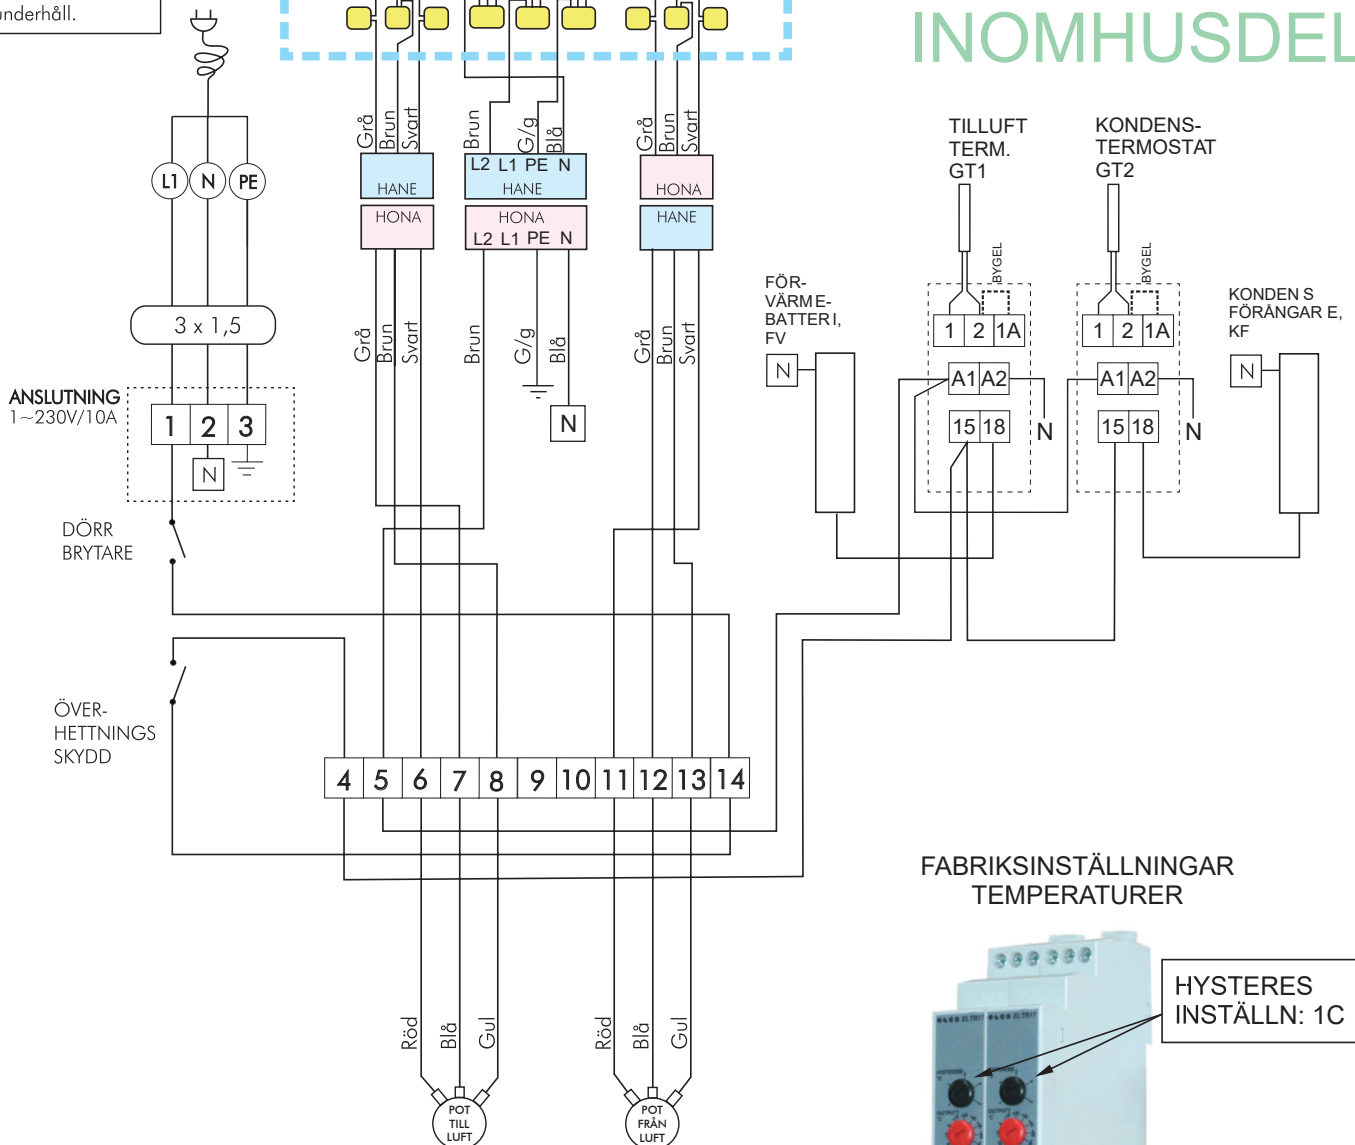 underhåll.
INOMHUSDEL
Grå
Brun
Svart
Brun
G/g
Blå
Grå
Brun
Svart
L2 L1 PE N
HANE
HANE
HONA
HONA
HONA
L2 L1 PE N
HANE
L1
N
PE
3 x 1,5
ANSLUTNING
1~230V/10A
1 2 3
N
Grå
Brun
Svart
Brun
G/g
Blå
Grå
Brun
Svart
N
TILLUFT
TERM.
GT1
KONDENS-
TERMOSTAT
GT2
BYGEL
BYGEL
FÖR-
VÄRME-
BATTERI,
FV
N
KONDEN S
FÖRÅNGAR E,
KF
N
1 2 1A
A1 A2
15 18
N
1 2 1A
A1 A2
15 18
N
DÖRR
BRYTARE
ÖVER-
HETTNINGS
SKYDD
4 5 6 7 8 9 10 11 12 13 14
Röd
Blå
Gul
Röd
Blå
Gul
POT
TILL
LUFT
POT
FRÅN
LUFT
FABRIKSINSTÄLLNINGAR
TEMPERATURER
HYSTERES
INSTÄLLN: 1C